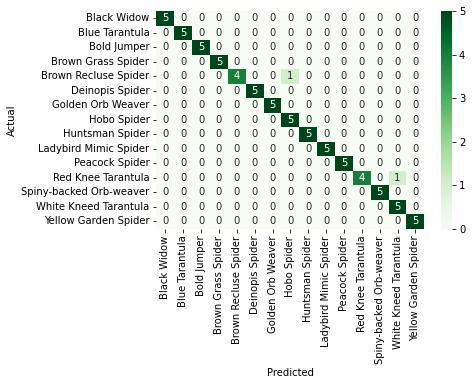 Black Widow 5 0 0 0 0 0 0 0 0 0 0 0 0 0 0 5
Blue Tarantula 0 5 0 0 0 0 0 0 0 0 0 0 0 0 0
Bold Jumper 0 0 5 0 0 0 0 0 0 0 0 0 0 0 0
Brown Grass Spider 0 0 0 5 0 0 0 0 0 0 0 0 0 0 0 4
Brown Recluse Spider 0 0 0 0 4 0 0 1 0 0 0 0 0 0 0
Deinopis Spider 0 0 0 0 0 5 0 0 0 0 0 0 0 0 0 3
Golden Orb Weaver 0 0 0 0 0 0 5 0 0 0 0 0 0 0 0
Actual
Hobo Spider 0 0 0 0 0 0 0 5 0 0 0 0 0 0 0
Huntsman Spider 0 0 0 0 0 0 0 0 5 0 0 0 0 0 0 2
Ladybird Mimic Spider 0 0 0 0 0 0 0 0 0 5 0 0 0 0 0
Peacock Spider 0 0 0 0 0 0 0 0 0 0 5 0 0 0 0
Red Knee Tarantula 0 0 0 0 0 0 0 0 0 0 0 4 0 1 0 1
Spiny-backed Orb-weaver 0 0 0 0 0 0 0 0 0 0 0 0 5 0 0
White Kneed Tarantula 0 0 0 0 0 0 0 0 0 0 0 0 0 5 0
Yellow Garden Spider 0 0 0 0 0 0 0 0 0 0 0 0 0 0 5 0
Black Widow
Blue Tarantula
Bold Jumper
Brown Grass Spider
Brown Recluse Spider
Deinopis Spider
Golden Orb Weaver
Hobo Spider
Huntsman Spider
Ladybird Mimic Spider
Peacock Spider
Red Knee Tarantula
Spiny-backed Orb-weaver
White Kneed Tarantula
Yellow Garden Spider
Predicted